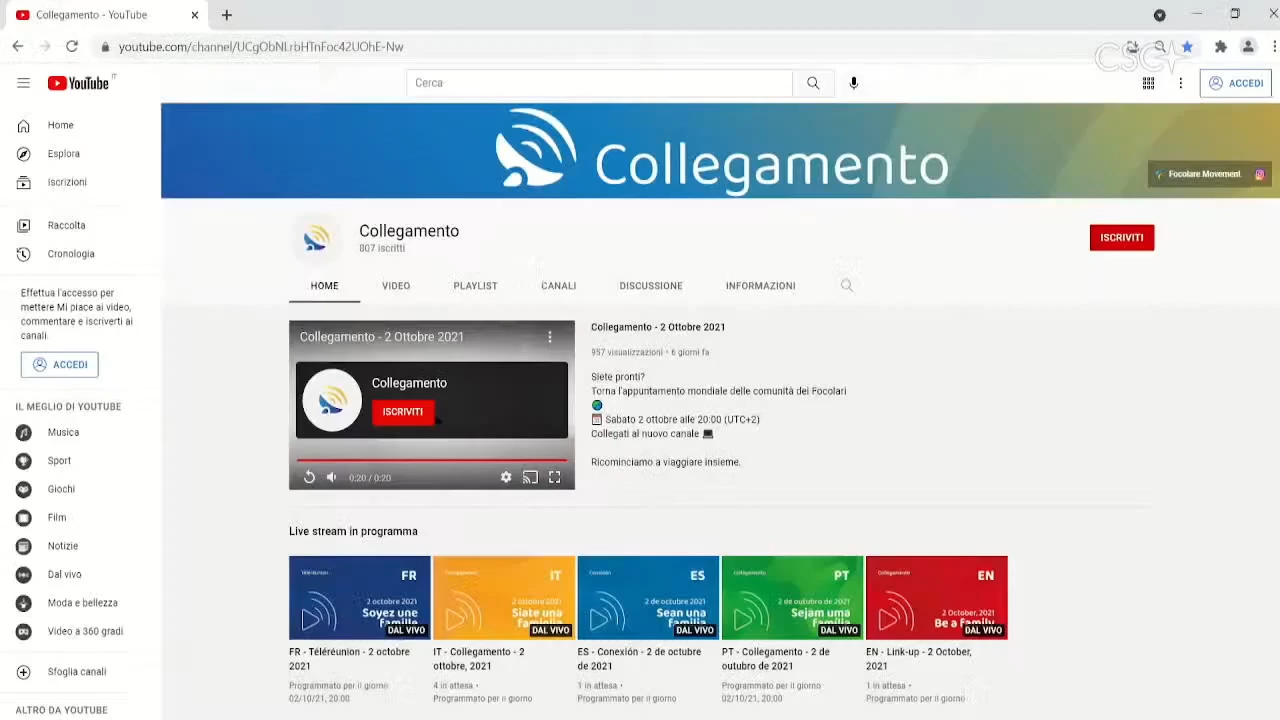 Collegamento - YouTube
youtube.com/channel/UCgObNLrbHTnFoc42UOhE-Nw
CSC
YouTube IT
Cerca
ACCEDI
Home
Esplora
Iscrizioni
Raccolta
Cronologia
Effettua l'accesso per
mettere Mi piace ai video,
commentare e iscriverti ai
canali.
ACCEDI
IL MEGLIO DI YOUTUBE
Musica
Sport
Giochi
Film
Notizie
Dal vivo
Moda e bellezza
Video a 360 gradi
Sfoglia canali
ALTRO DA YOUTUBE
Collegamento
Focolare Movement
Collegamento
807 iscritti
ISCRIVITI
HOME
VIDEO
PLAYLIST
CANALI
DISCUSSIONE
INFORMAZIONI
Collegamento - 2 Ottobre 2021
Collegamento
ISCRIVITI
0:20 / 0:20
Collegamento - 2 Ottobre 2021
957 visualizzazioni • 6 giorni fa
Siete pronti?
Torna l'appuntamento mondiale delle comunità dei Focolari
Sabato 2 ottobre alle 20:00 (UTC+2)
Collegati al nuovo canale
Ricominciamo a viaggiare insieme.
Live stream in programma
Téléréunion
FR
2 octobre 2021
Soyez une
famille
DAL VIVO
FR - Téléréunion - 2 octobre
2021
Programmato per il giorno
02/10/21, 20:00
Collegamento
IT
2 ottobre 2021
Siate una
famiglia
DAL VIVO
IT - Collegamento - 2
ottobre, 2021
4 in attesa •
Programmato per il giorno
Conexión
ES
2 de octubre 2021
Sean una
familia
DAL VIVO
ES - Conexión - 2 de octubre
de 2021
1 in attesa •
Programmato per il giorno
Collegamento
PT
2 de outubro de 2021
Sejam uma
família
DAL VIVO
PT - Collegamento - 2 de
outubro de 2021
Programmato per il giorno
02/10/21, 20:00
Collegamento
EN
2 October, 2021
Be a family
DAL VIVO
EN - Link-up - 2 October,
2021
1 in attesa •
Programmato per il giorno